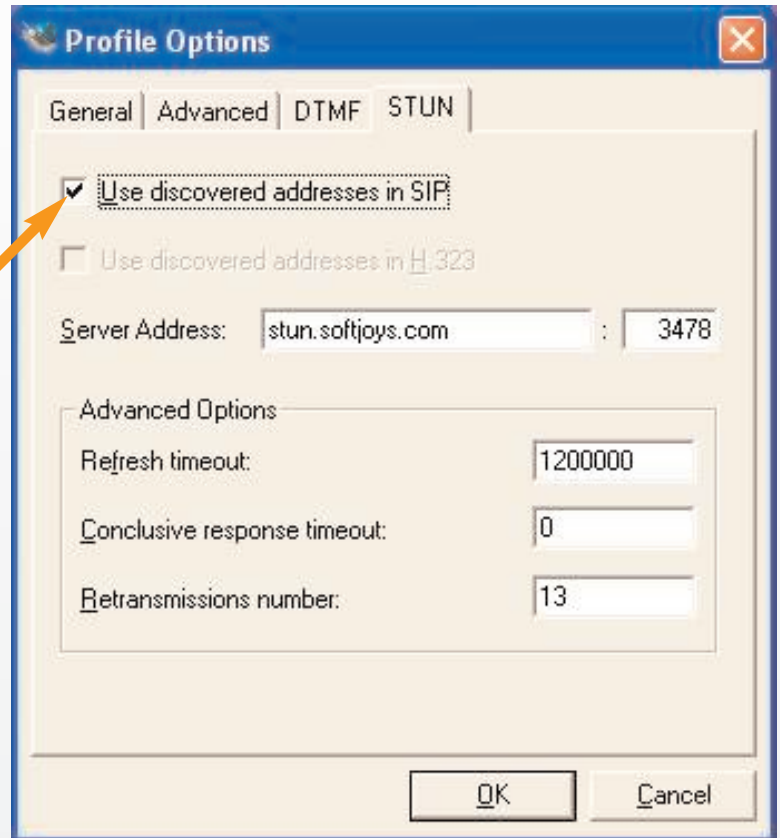 Profile Options
General Advanced DTMF STUN
Use discovered addresses in SIP
Use discovered addresses in H.323
Server Address: stun.softjoys.com : 3478
Advanced Options
Refresh timeout: 1200000
Conclusive response timeout: 0
Retransmissions number: 13
OK Cancel